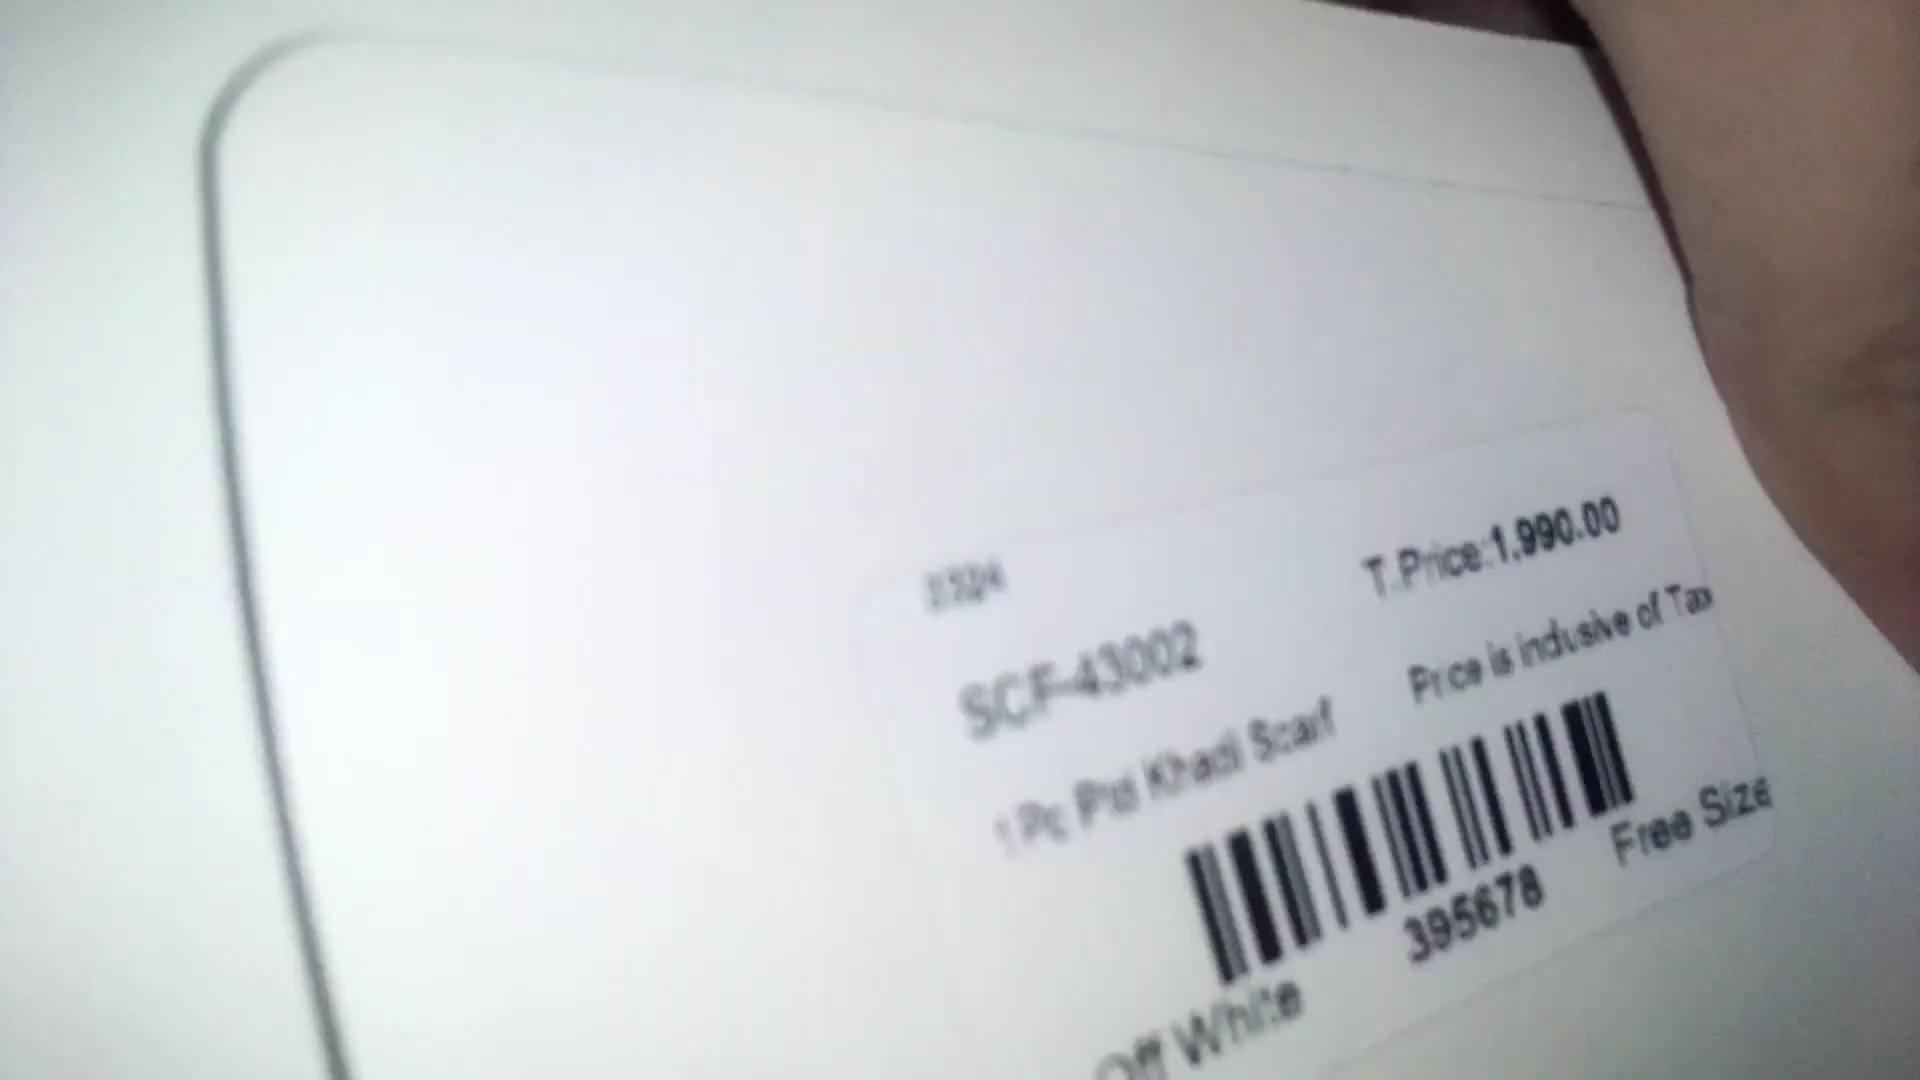 T.Price:1,990.00
SCF-43002
Price is inclusive of Tax
1 Pc Prtd Khadi Scarf
395678
Free Size
Off White